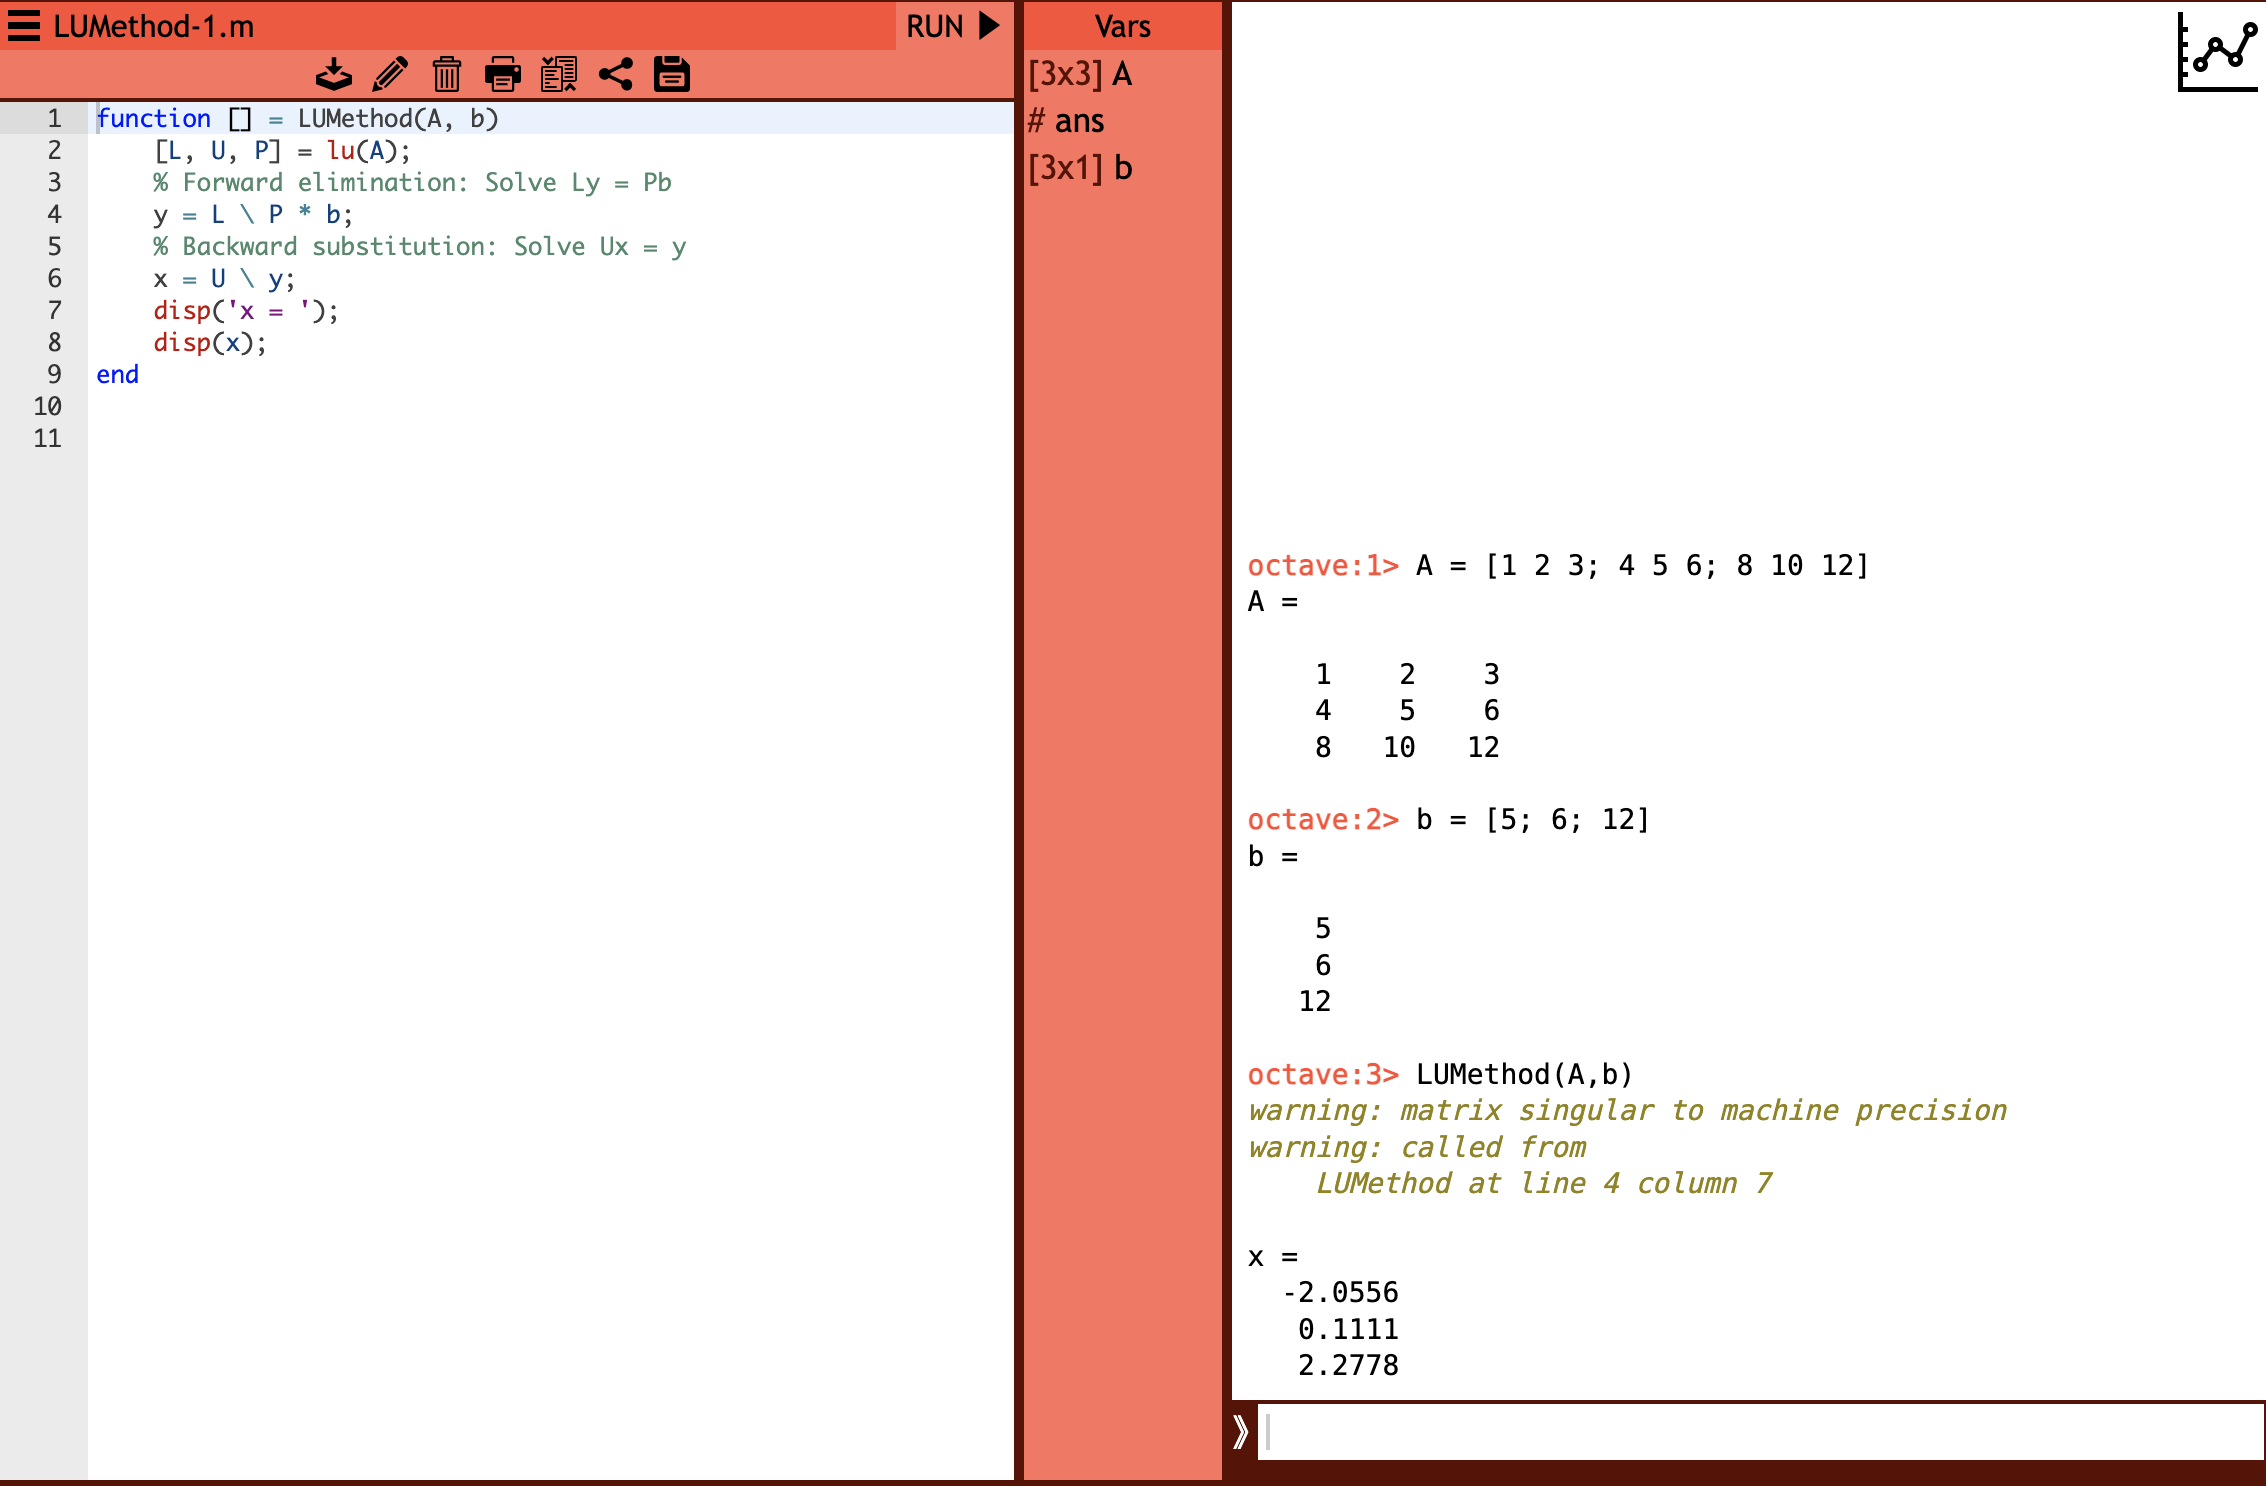 LUMethod-1.m
RUN
1 function [] = LUMethod(A, b)
2 [L, U, P] = lu(A);
3 % Forward elimination: Solve Ly = Pb
4 y = L \ P * b;
5 % Backward substitution: Solve Ux = y
6 x = U \ y;
7 disp('x = ');
8 disp(x);
9 end
10
11
Vars
[3x3] A
# ans
[3x1] b
octave:1> A = [1 2 3; 4 5 6; 8 10 12]
A =
1 2 3
4 5 6
8 10 12
octave:2> b = [5; 6; 12]
b =
5
6
12
octave:3> LUMethod(A,b)
warning: matrix singular to machine precision
warning: called from
LUMethod at line 4 column 7
x =
-2.0556
0.1111
2.2778